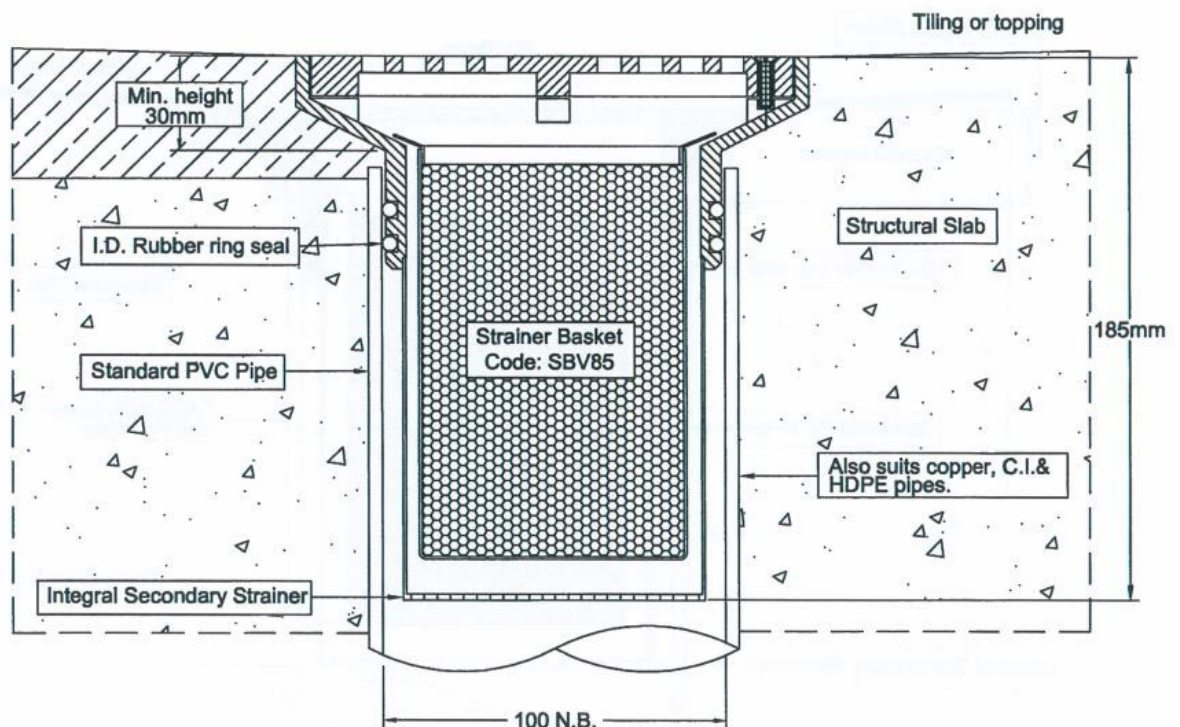 Tiling or topping
Min. height
30mm
I.D. Rubber ring seal
Structural Slab
Strainer Basket
Code: SBV85
185mm
Standard PVC Pipe
Also suits copper, C.I.&
HDPE pipes.
Integral Secondary Strainer
100 N.B.